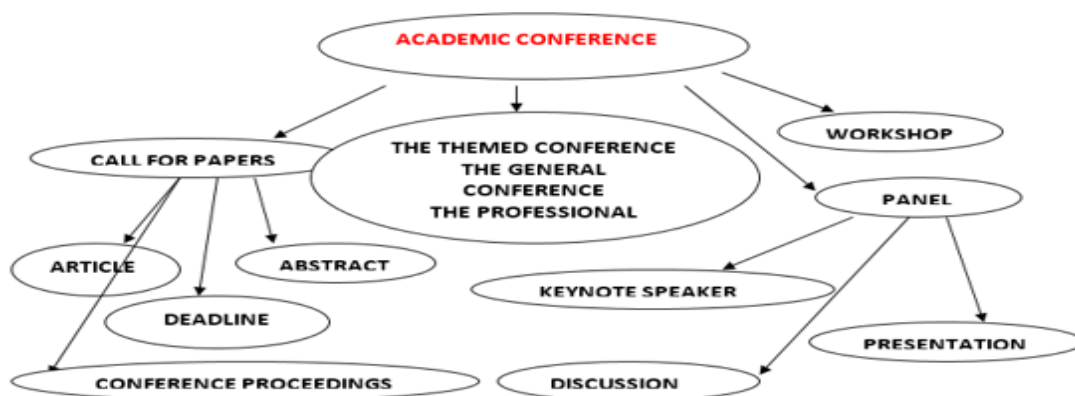 ACADEMIC CONFERENCE
WORKSHOP
CALL FOR PAPERS
THE THEMED CONFERENCE
THE GENERAL
CONFERENCE
THE PROFESSIONAL
PANEL
ARTICLE
ABSTRACT
KEYNOTE SPEAKER
DEADLINE
PRESENTATION
CONFERENCE PROCEEDINGS
DISCUSSION